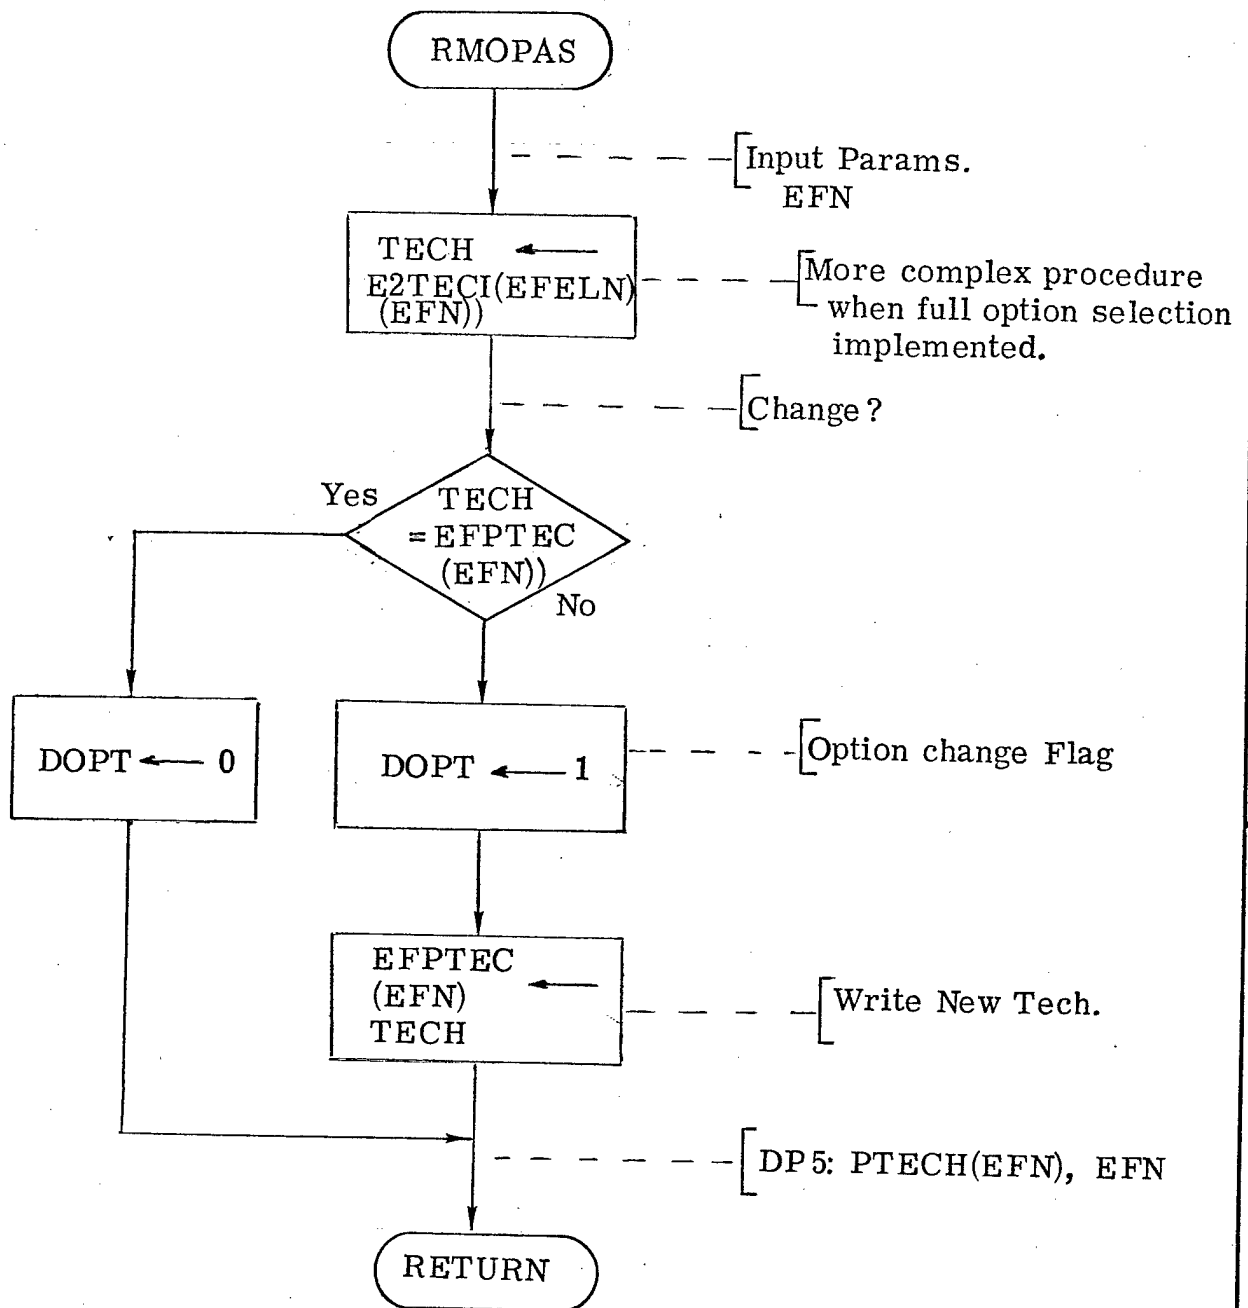 RMOPAS
Input Params.
EFN
TECH ←
E2TECI(EFELN)
(EFN))
More complex procedure
when full option selection
implemented.
Change?
Yes
TECH
=EFPTEC
(EFN))
No
DOPT ← 0
DOPT ← 1
Option change Flag
EFPTEC
(EFN) ←
TECH
Write New Tech.
DP5: PTECH(EFN), EFN
RETURN